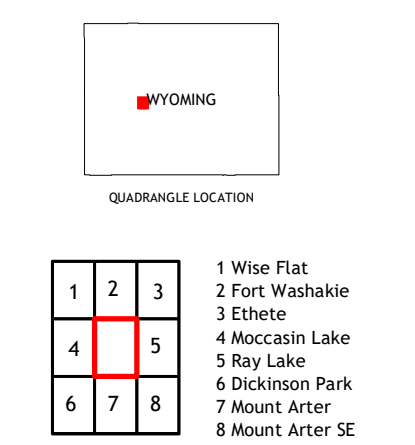 WYOMING
QUADRANGLE LOCATION
1 2 3
4 5
6 7 8
1 Wise Flat
2 Fort Washakie
3 Ethete
4 Moccasin Lake
5 Ray Lake
6 Dickinson Park
7 Mount Arter
8 Mount Arter SE